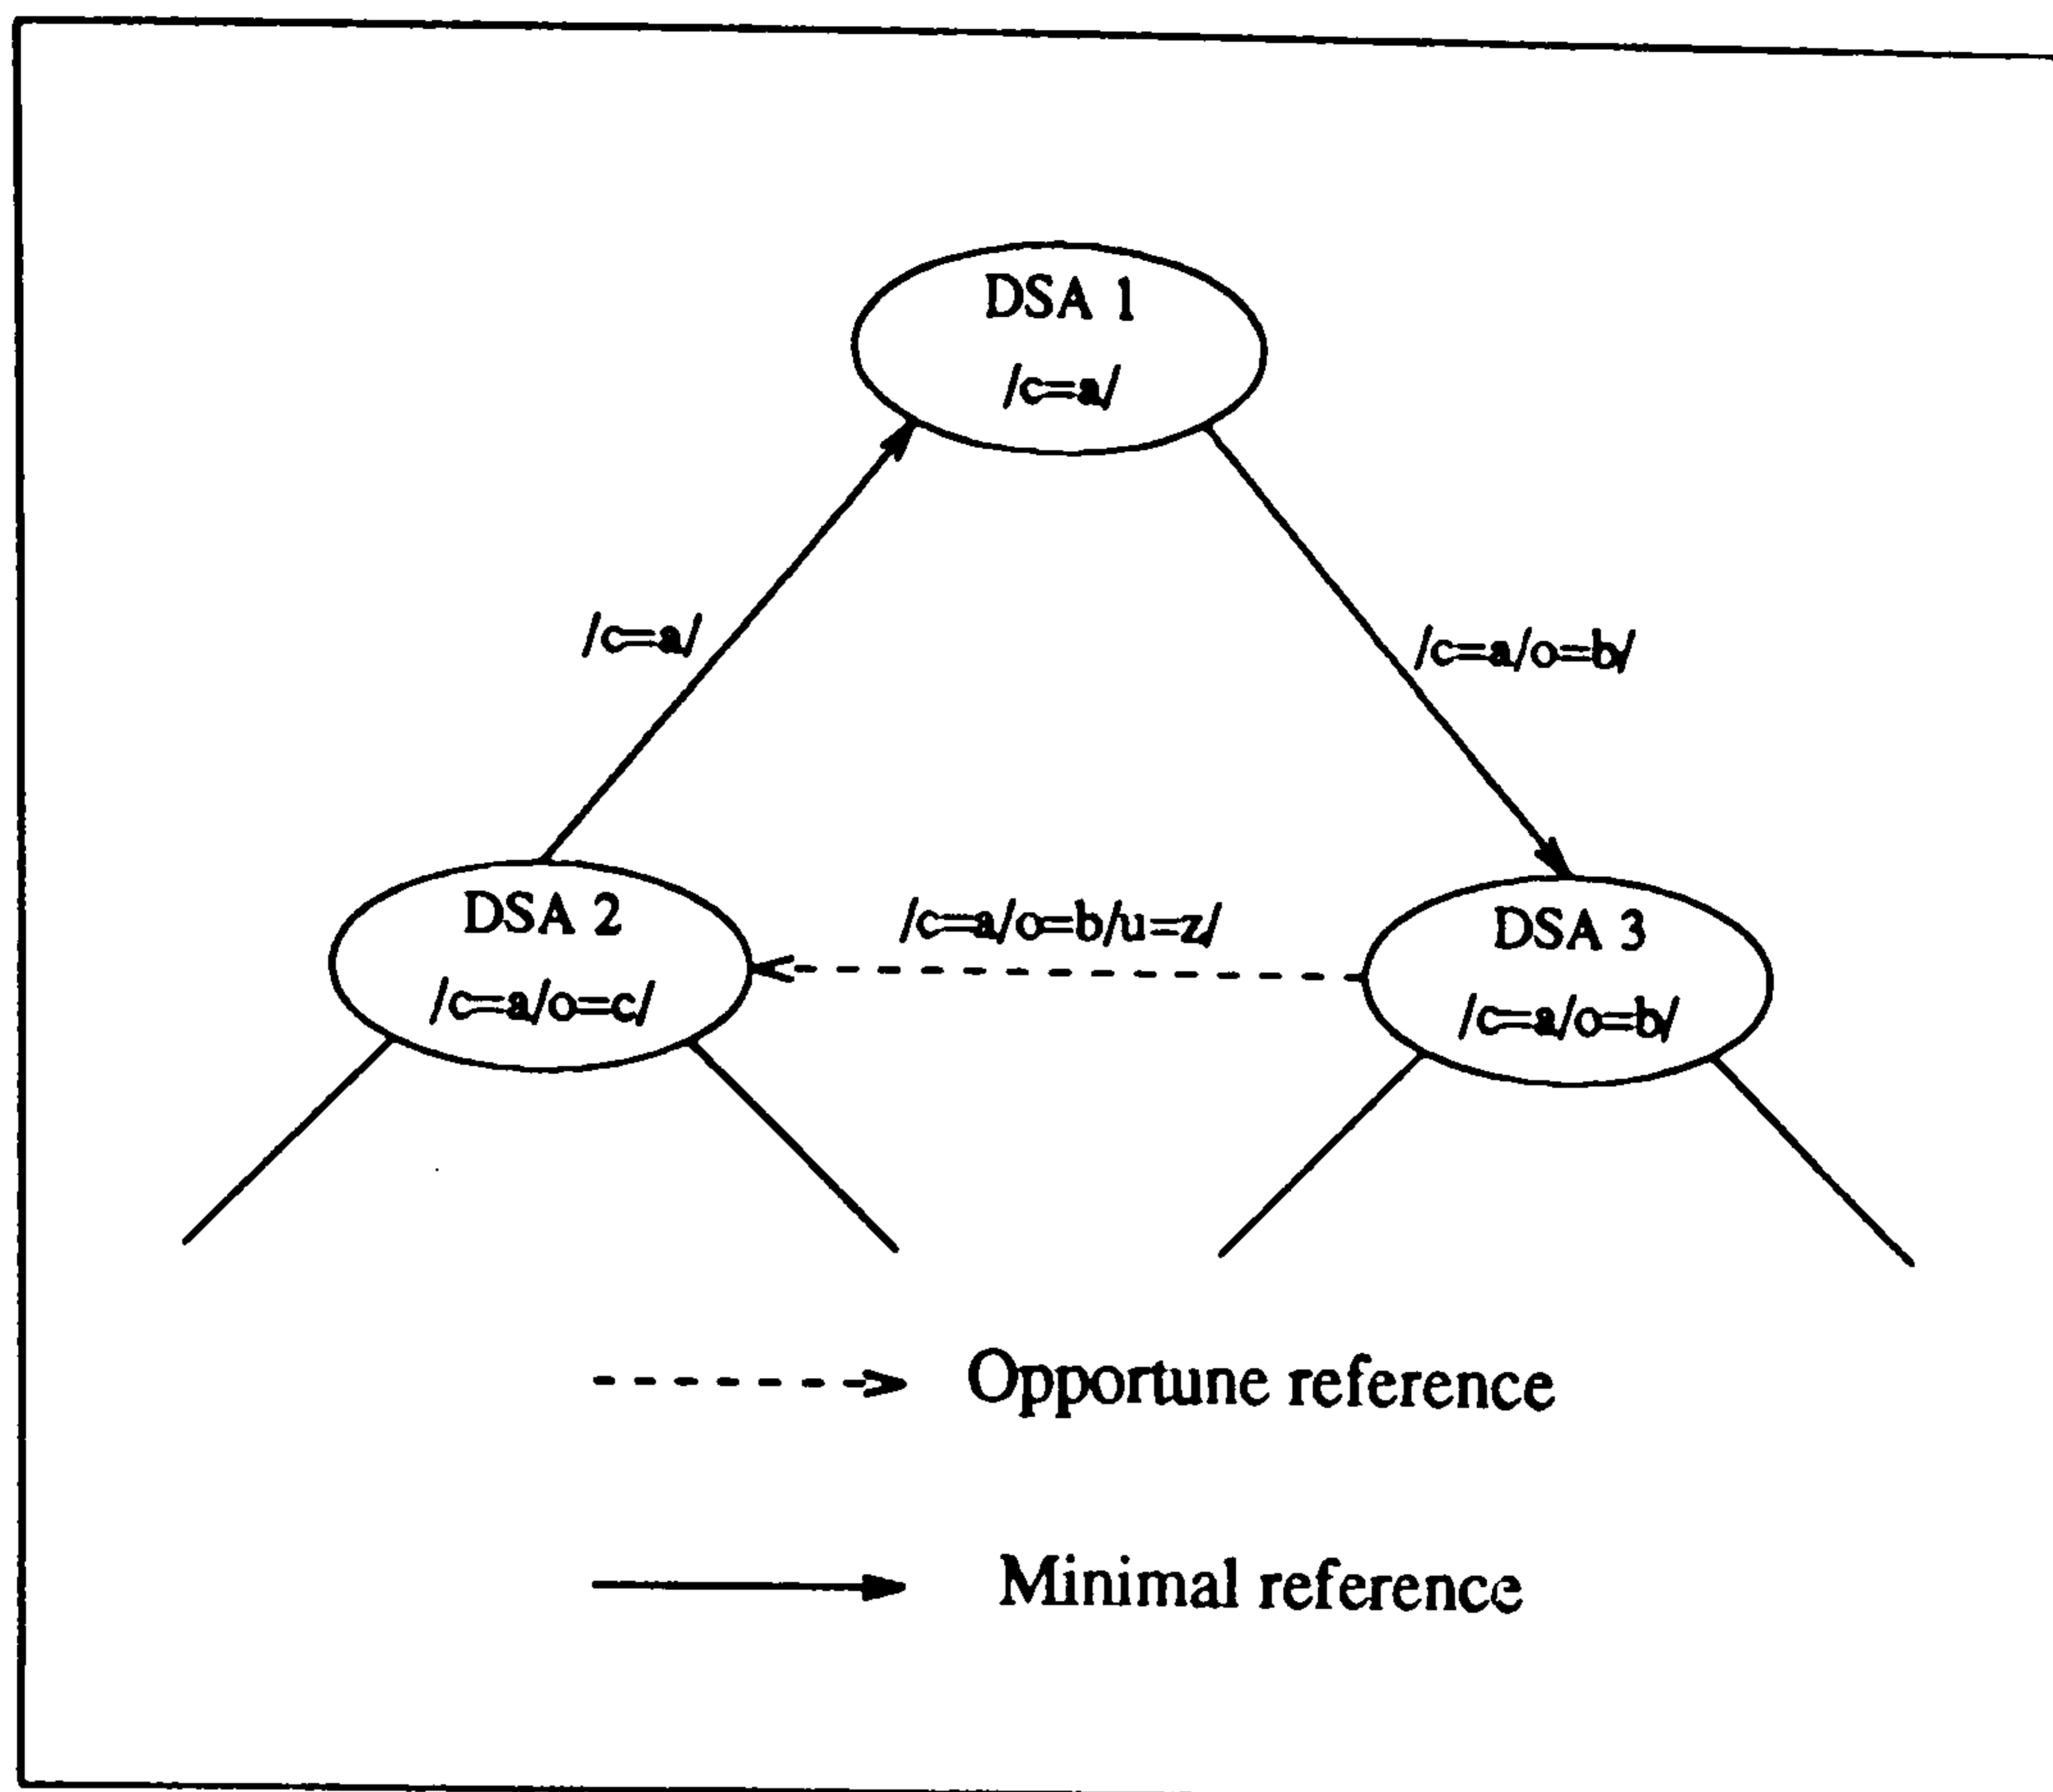 DSA 1
/c=a/
/c=a/
/c=a/o=b/
DSA 2
/c=a/o=c/
/c=a/o=b/u=z/
DSA 3
/c=a/o=b/
Opportune reference
Minimal reference